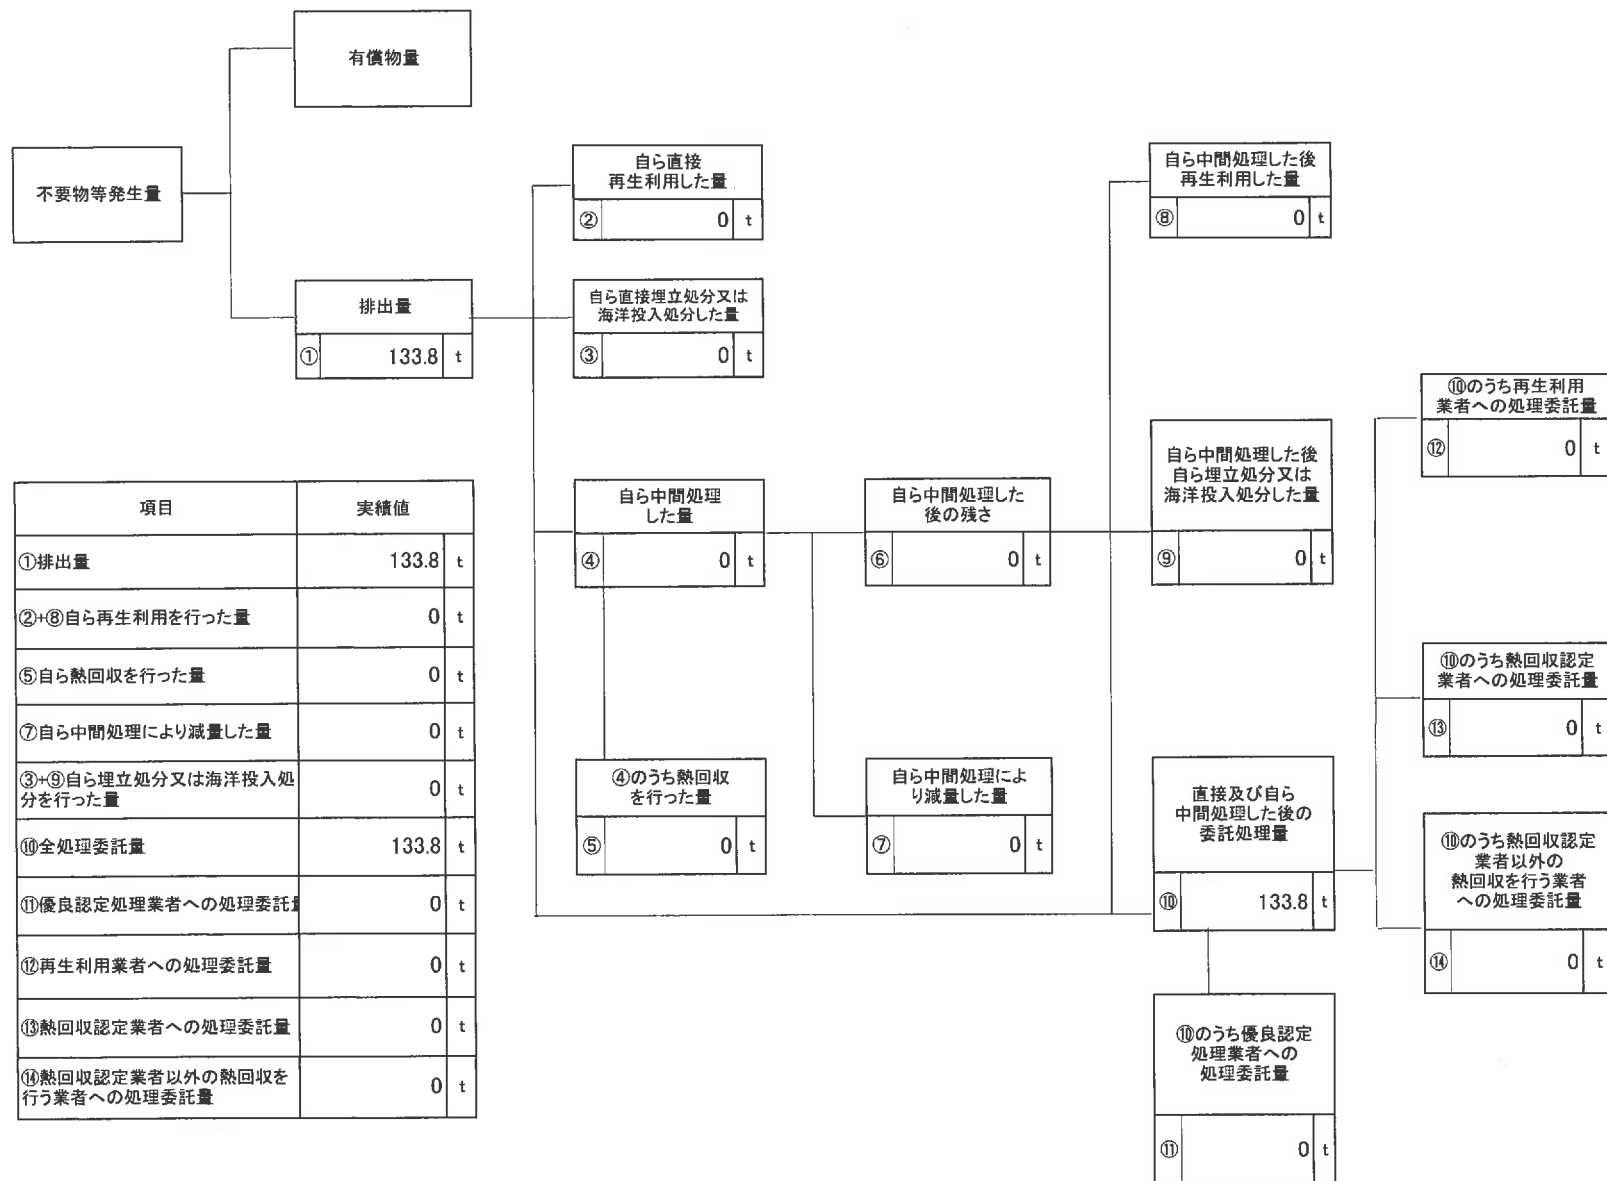 有償物量
不要物等発生量
排出量
① 133.8 t
自ら直接
再生利用した量
② 0 t
自ら直接埋立処分又は
海洋投入処分した量
③ 0 t
自ら中間処理
した量
④ 0 t
④のうち熱回収
を行った量
⑤ 0 t
自ら中間処理した
後の残さ
⑥ 0 t
自ら中間処理によ
り減量した量
⑦ 0 t
自ら中間処理した後
再生利用した量
⑧ 0 t
自ら中間処理した後
自ら埋立処分又は
海洋投入処分した量
⑨ 0 t
直接及び自ら
中間処理した後の
委託処理量
⑩ 133.8 t
⑩のうち優良認定
処理業者への
処理委託量
⑪ 0 t
⑩のうち再生利用
業者への処理委託量
⑫ 0 t
⑩のうち熱回収認定
業者への処理委託量
⑬ 0 t
⑩のうち熱回収認定
業者以外の
熱回収を行う業者
への処理委託量
⑭ 0 t
項目 実績値
①排出量 133.8 t
②+⑧自ら再生利用を行った量 0 t
⑤自ら熱回収を行った量 0 t
⑦自ら中間処理により減量した量 0 t
③+⑨自ら埋立処分又は海洋投入処
分を行った量 0 t
⑩全処理委託量 133.8 t
⑪優良認定処理業者への処理委託量 0 t
⑫再生利用業者への処理委託量 0 t
⑬熱回収認定業者への処理委託量 0 t
⑭熱回収認定業者以外の熱回収を
行う業者への処理委託量 0 t